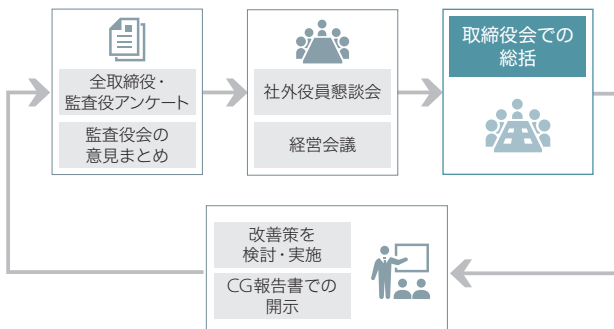 全取締役・
監査役アンケート
監査役会の
意見まとめ
社外役員懇談会
経営会議
取締役会での
総括
改善策を
検討・実施
CG報告書での
開示